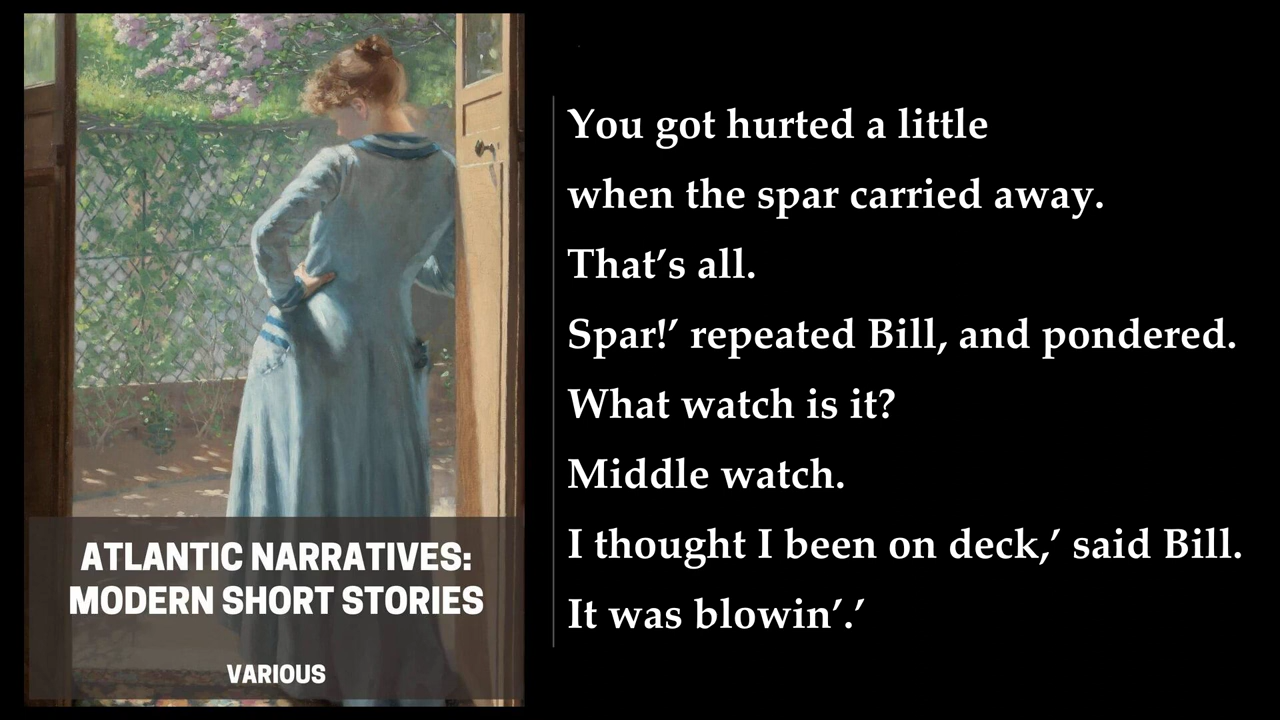 ATLANTIC NARRATIVES:
MODERN SHORT STORIES
VARIOUS
You got hurted a little
when the spar carried away.
That’s all.
Spar!’ repeated Bill, and pondered.
What watch is it?
Middle watch.
I thought I been on deck,’ said Bill.
It was blowin’.’